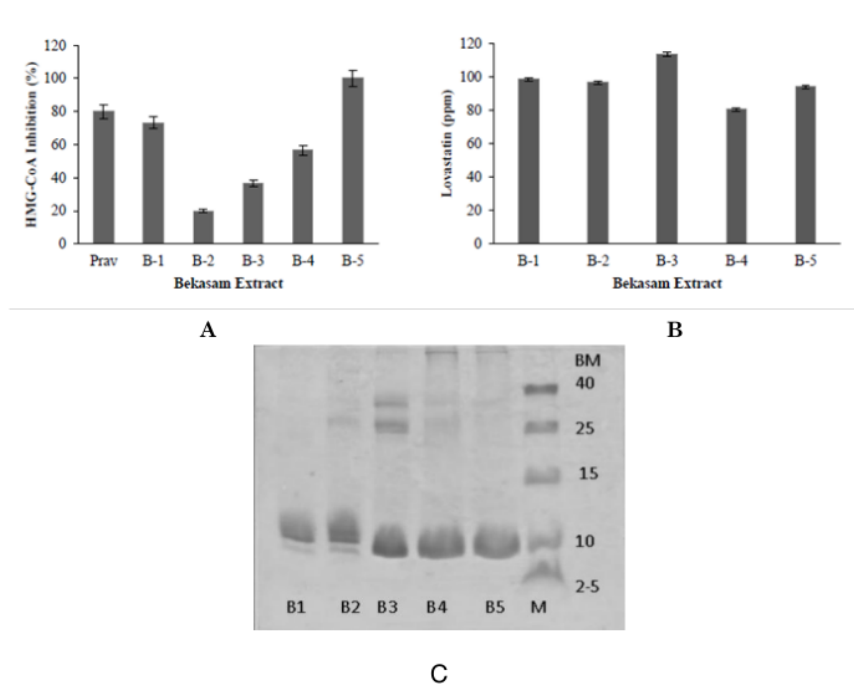 HMG-CoA Inhibition (%)
120
100
80
60
40
20
0
Prav B-1 B-2 B-3 B-4 B-5
Bekasam Extract
A
Lovastatin (ppm)
120
100
80
60
40
20
0
B-1 B-2 B-3 B-4 B-5
Bekasam Extract
B
BM
40
25
15
10
2-5
B1 B2 B3 B4 B5 M
C